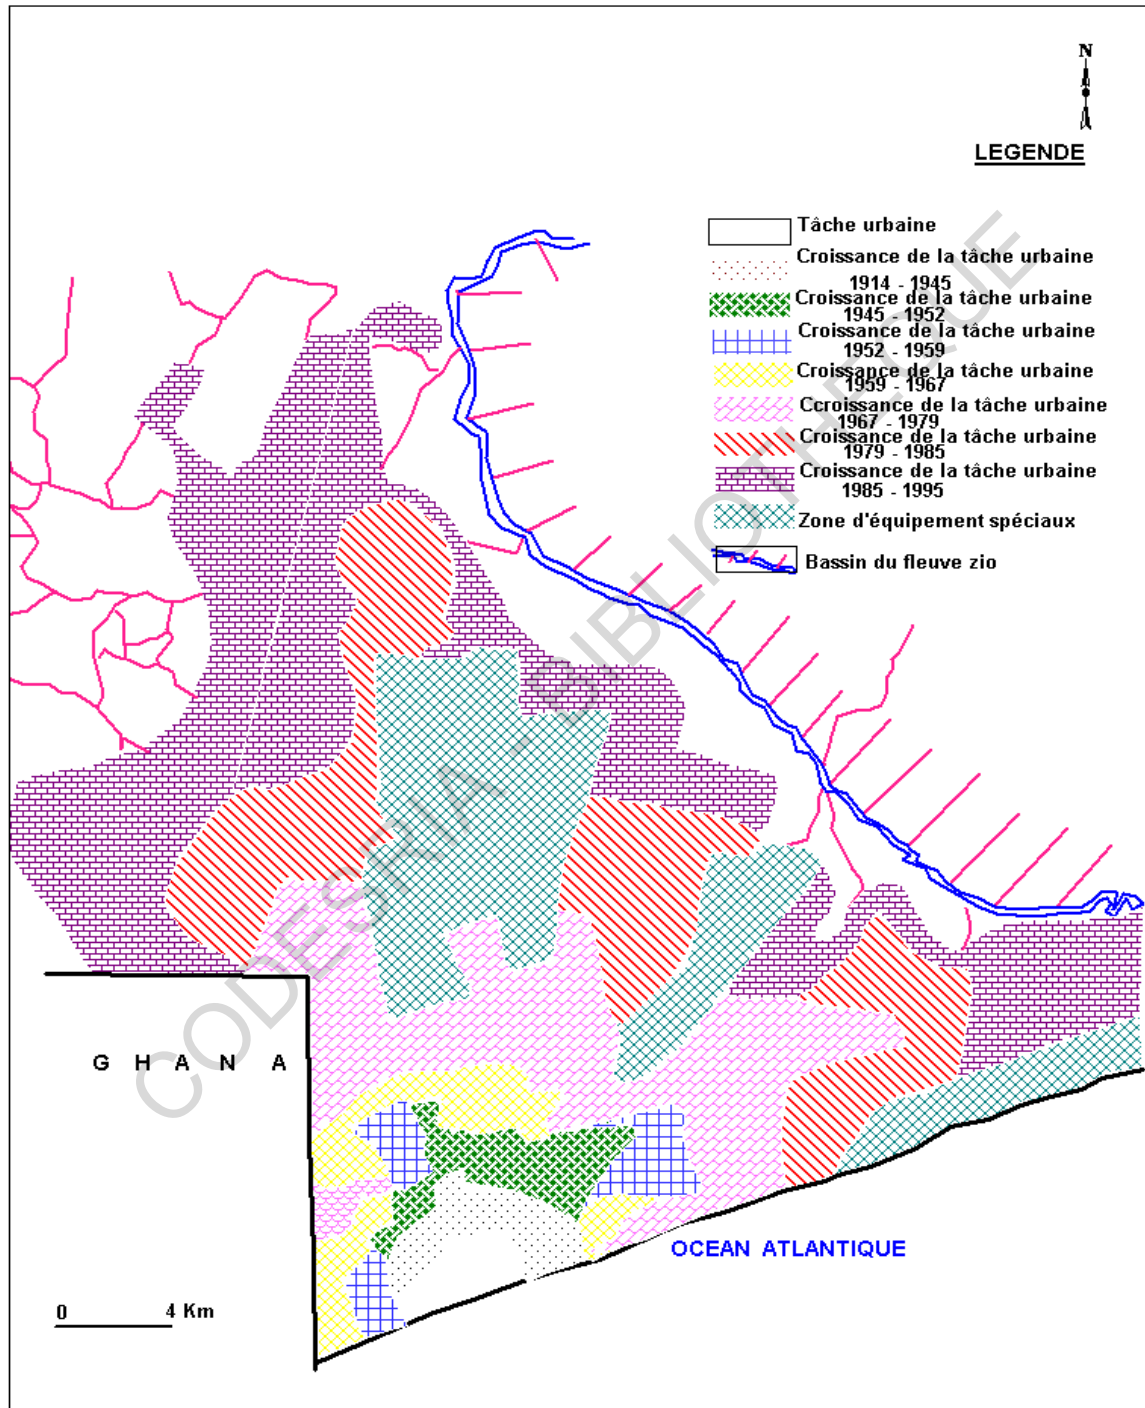 N
LEGENDE
Tâche urbaine
Croissance de la tâche urbaine
1914 - 1945
Croissance de la tâche urbaine
1945 - 1952
Croissance de la tâche urbaine
1952 - 1959
Croissance de la tâche urbaine
1959 - 1967
Ccroissance de la tâche urbaine
1967 - 1979
Croissance de la tâche urbaine
1979 - 1985
Croissance de la tâche urbaine
1985 - 1995
Zone d'équipement spéciaux
Bassin du fleuve zio
CODESRIA - BIBLIOTHEQUE
GHANA
OCEAN ATLANTIQUE
0 4 Km